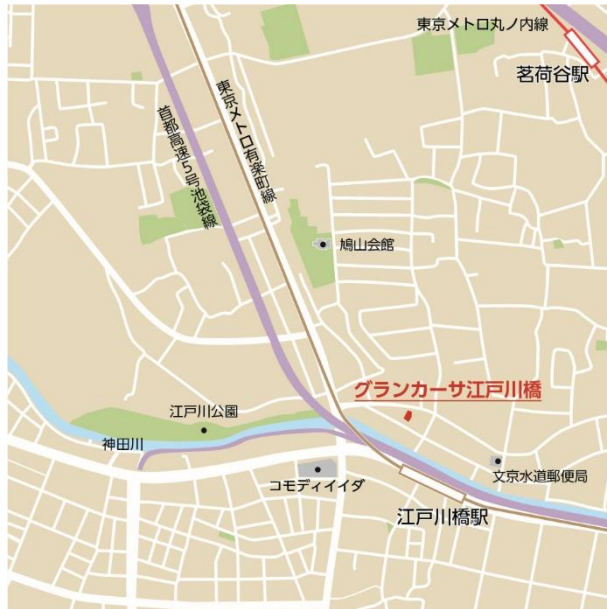 東京メトロ丸ノ内線
茗荷谷駅
東京メトロ有楽町線
首都高速5号池袋線
鳩山会館
グランカーサ江戸川橋
江戸川公園
神田川
文京水道郵便局
コモディイイダ
江戸川橋駅